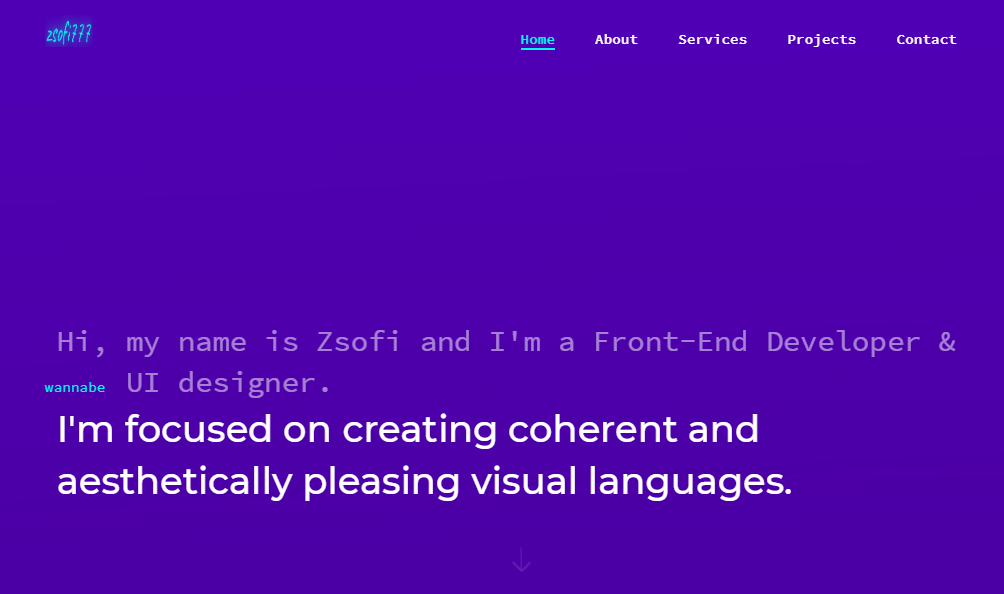 zsofi777
Home About Services Projects Contact
Hi, my name is Zsofi and I'm a Front-End Developer &
wannabe UI designer.
I'm focused on creating coherent and
aesthetically pleasing visual languages.